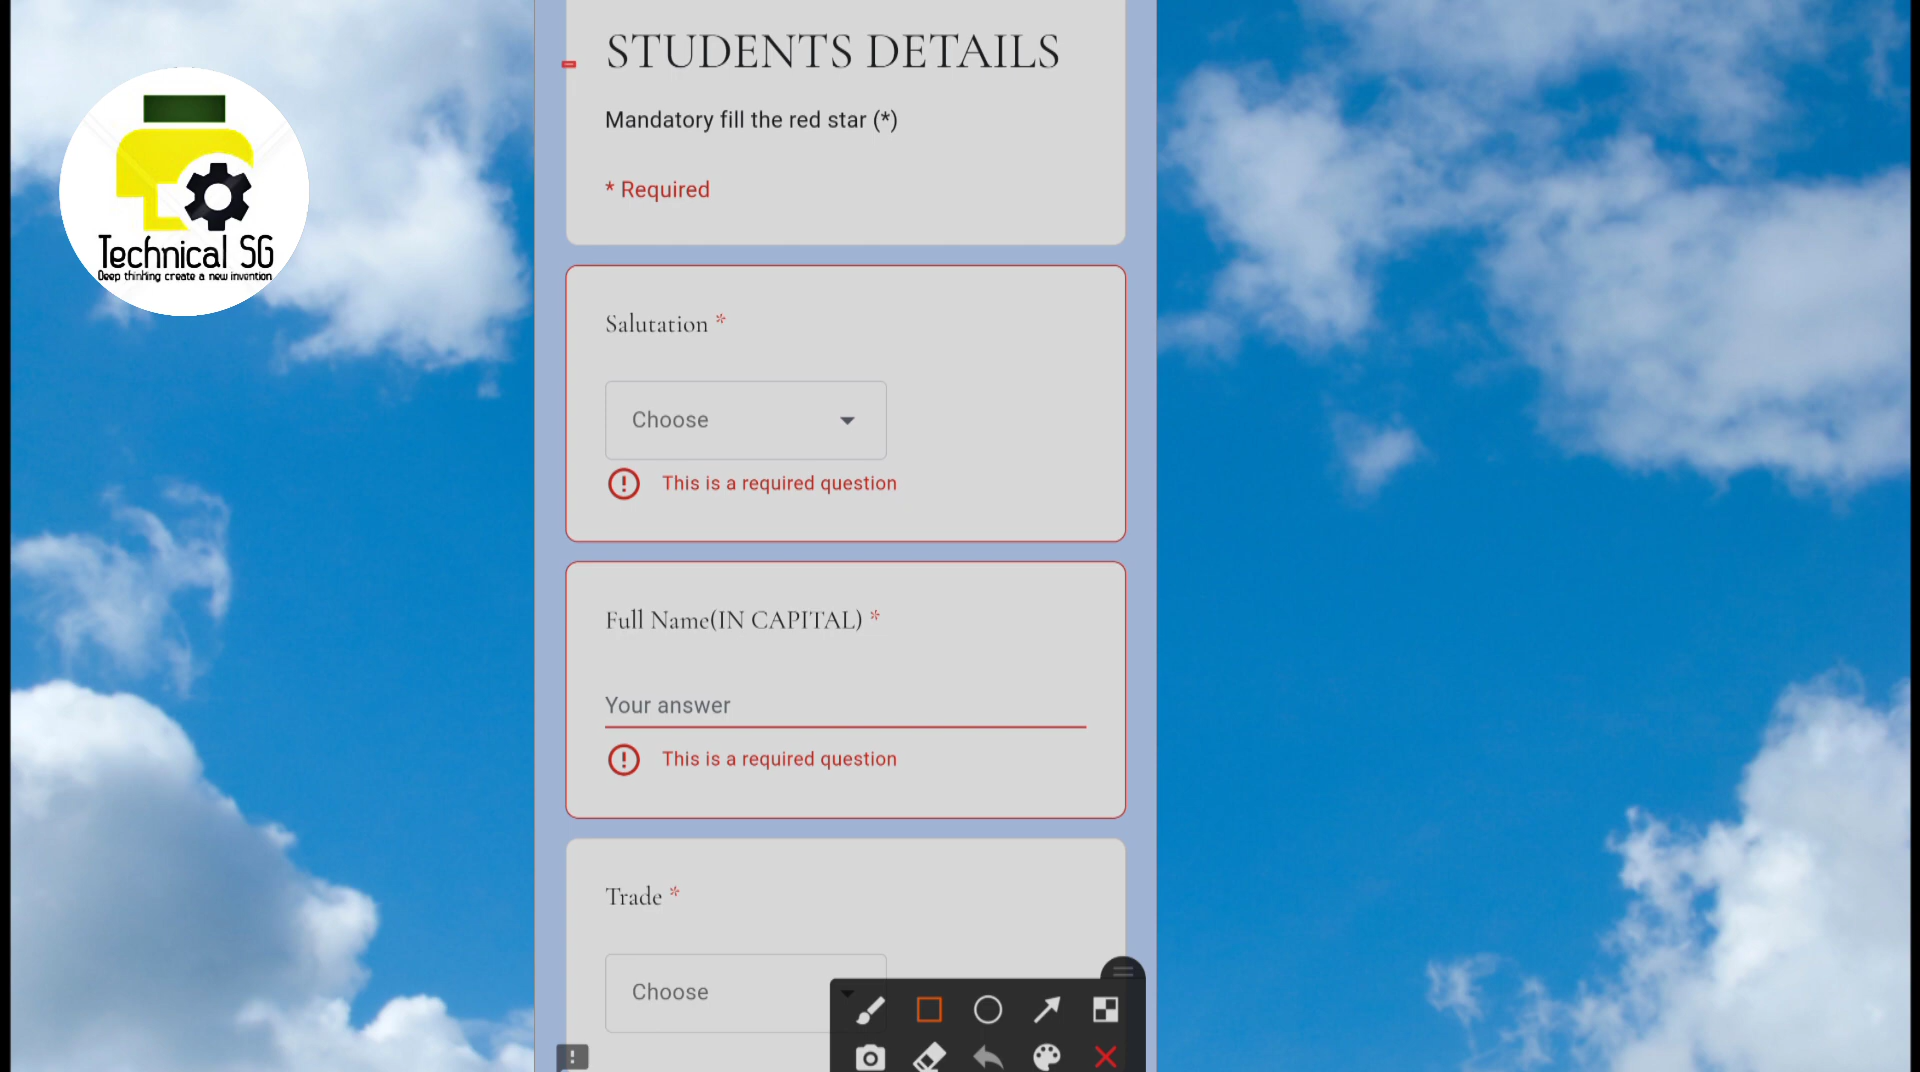 STUDENTS DETAILS
Mandatory fill the red star (*)
* Required
Technical SG
Deep thinking create a new invention
Salutation *
Choose
This is a required question
Full Name(IN CAPITAL) *
Your answer
This is a required question
Trade *
Choose